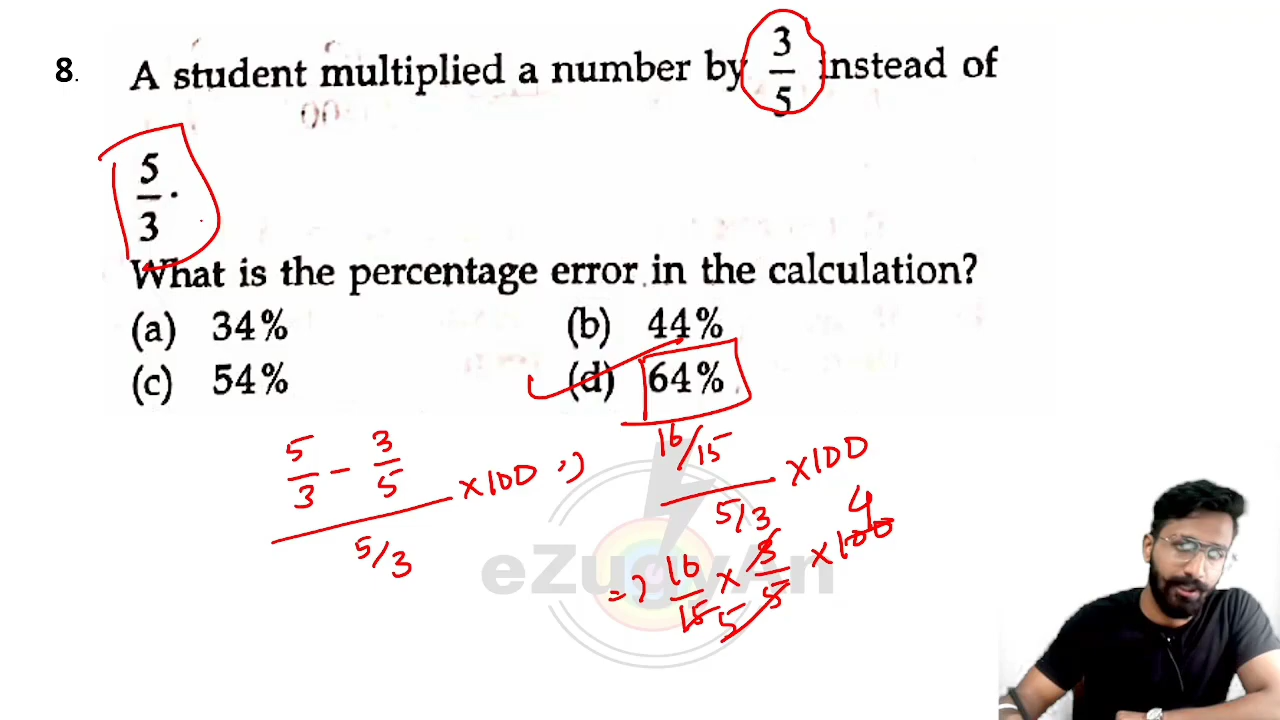 8. A student multiplied a number by 3/5 instead of
5/3.
What is the percentage error in the calculation?
(a) 34% (b) 44%
(c) 54% (d) 64%
5/3 - 3/5 / 5/3 ×100 => 16/15 / 5/3 ×100
=> 16/15 5 × 3/5 ×100 4
eZugyAn